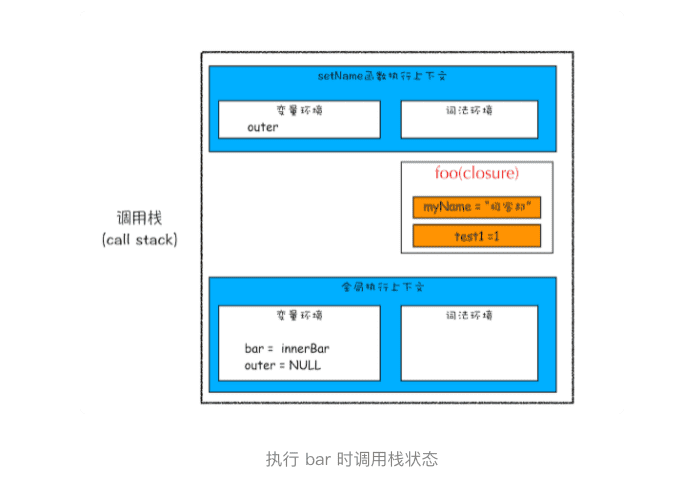 setName函数执行上下文
变量环境
词法环境
outer
foo(closure)
myName = "极客邦"
test1 =1
调用栈
(call stack)
全局执行上下文
变量环境
词法环境
bar = innerBar
outer = NULL
执行 bar 时调用栈状态